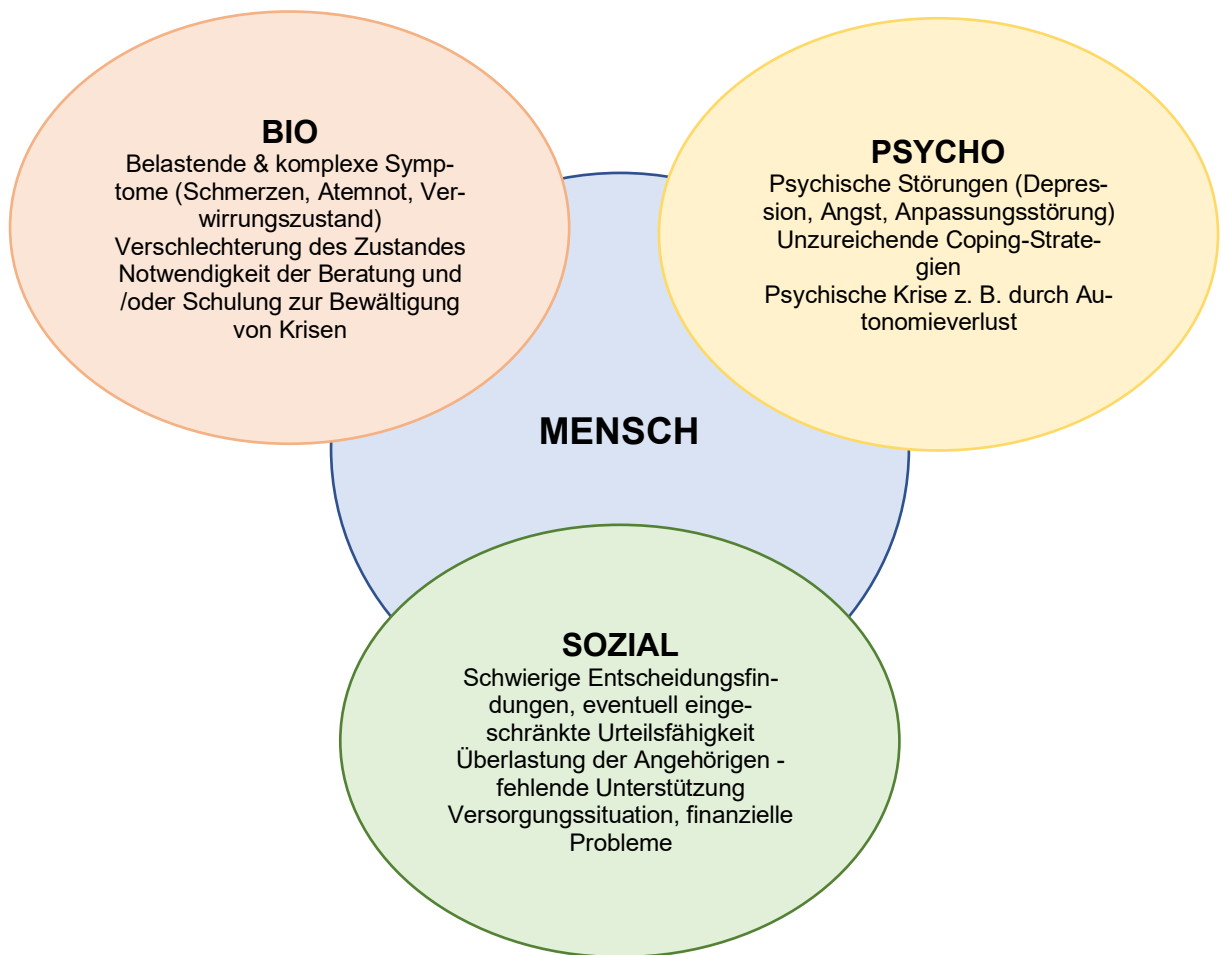 BIO
Belastende & komplexe Symp-
tome (Schmerzen, Atemnot, Ver-
wirrungszustand)
Verschlechterung des Zustandes
Notwendigkeit der Beratung und
/oder Schulung zur Bewältigung
von Krisen
PSYCHO
Psychische Störungen (Depres-
sion, Angst, Anpassungsstörung)
Unzureichende Coping-Strate-
gien
Psychische Krise z. B. durch Au-
tonomieverlust
MENSCH
SOZIAL
Schwierige Entscheidungsfin-
dungen, eventuell einge-
schränkte Urteilsfähigkeit
Überlastung der Angehörigen -
fehlende Unterstützung
Versorgungssituation, finanzielle
Probleme